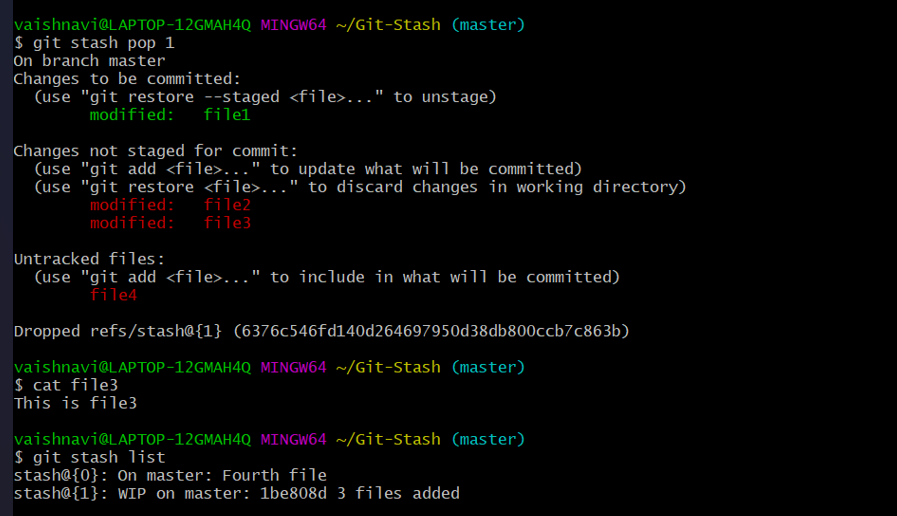 vaishnavi@LAPTOP-12GMAH4Q MINGW64 ~/Git-Stash (master)
$ git stash pop 1
On branch master
Changes to be committed:
  (use "git restore --staged <file>..." to unstage)
        modified:   file1

Changes not staged for commit:
  (use "git add <file>..." to update what will be committed)
  (use "git restore <file>..." to discard changes in working directory)
        modified:   file2
        modified:   file3

Untracked files:
  (use "git add <file>..." to include in what will be committed)
        file4

Dropped refs/stash@{1} (6376c546fd140d264697950d38db800ccb7c863b)

vaishnavi@LAPTOP-12GMAH4Q MINGW64 ~/Git-Stash (master)
$ cat file3
This is file3

vaishnavi@LAPTOP-12GMAH4Q MINGW64 ~/Git-Stash (master)
$ git stash list
stash@{0}: On master: Fourth file
stash@{1}: WIP on master: 1be808d 3 files added